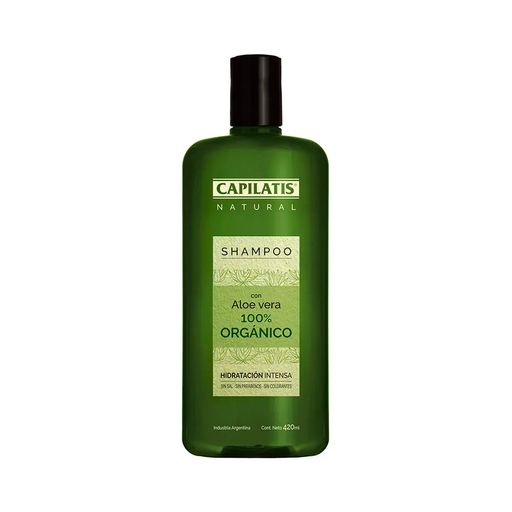 CAPILATIS®
NATURAL
SHAMPOO
con
Aloe vera
100%
ORGÁNICO
HIDRATACIÓN INTENSA
SIN SAL · SIN PARABENOS · SIN COLORANTES
Industria Argentina Cont. Neto 420ml